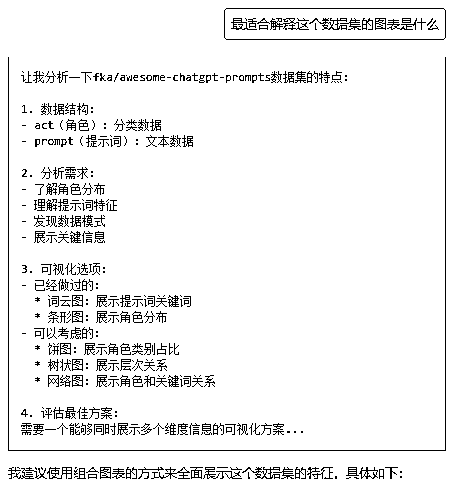 最适合解释这个数据集的图表是什么
让我分析一下fka/awesome-chatgpt-prompts数据集的特点:
1. 数据结构:
- act（角色）: 分类数据
- prompt（提示词）: 文本数据
2. 分析需求:
- 了解角色分布
- 理解提示词特征
- 发现数据模式
- 展示关键信息
3. 可视化选项:
- 已经做过的:
* 词云图: 展示提示词关键词
* 条形图: 展示角色分布
- 可以考虑的:
* 饼图: 展示角色类别占比
* 树状图: 展示层次关系
* 网络图: 展示角色和关键词关系
4. 评估最佳方案:
需要一个能够同时展示多个维度信息的可视化方案...
我建议使用组合图表的方式来全面展示这个数据集的特征，具体如下：